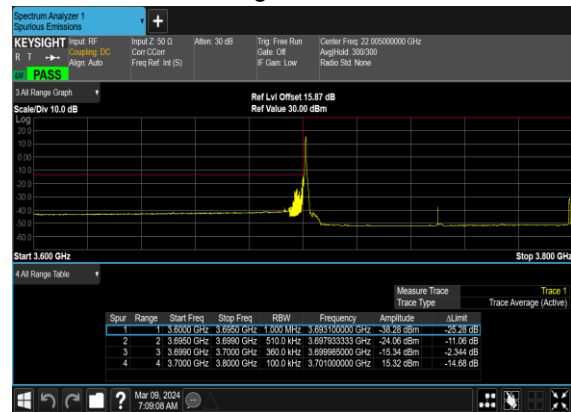 Spectrum Analyzer 1
Spurious Emissions
+
KEYSIGHT Input: RF Input Z: 50 Ω Atten: 30 dB Trig: Free Run Center Freq: 22.005000000 GHz
R T Coupling: DC Corr CCorr Gate: Off Avg|Hold: 300/300
Align: Auto Freq Ref: Int (S) IF Gain: Low Radio Std: None
PASS
3 All Range Graph
Ref Lvl Offset 15.87 dB
Scale/Div 10.0 dB Ref Value 30.00 dBm
Log
20.0
10.0
0.00
-10.0
-20.0
-30.0
-40.0
-50.0
-60.0
Start 3.600 GHz Stop 3.800 GHz
4 All Range Table
Measure Trace Trace 1
Trace Type Trace Average (Active)
Spur Range Start Freq Stop Freq RBW Frequency Amplitude ΔLimit
1 1 3.6000 GHz 3.6950 GHz 1.000 MHz 3.693100000 GHz -38.28 dBm -25.28 dB
2 2 3.6950 GHz 3.6990 GHz 510.0 kHz 3.697933333 GHz -24.06 dBm -11.06 dB
3 3 3.6990 GHz 3.7000 GHz 360.0 kHz 3.699985000 GHz -15.34 dBm -2.344 dB
4 4 3.7000 GHz 3.8000 GHz 100.0 kHz 3.701000000 GHz 15.32 dBm -14.68 dB
? Mar 09, 2024
7:09:08 AM